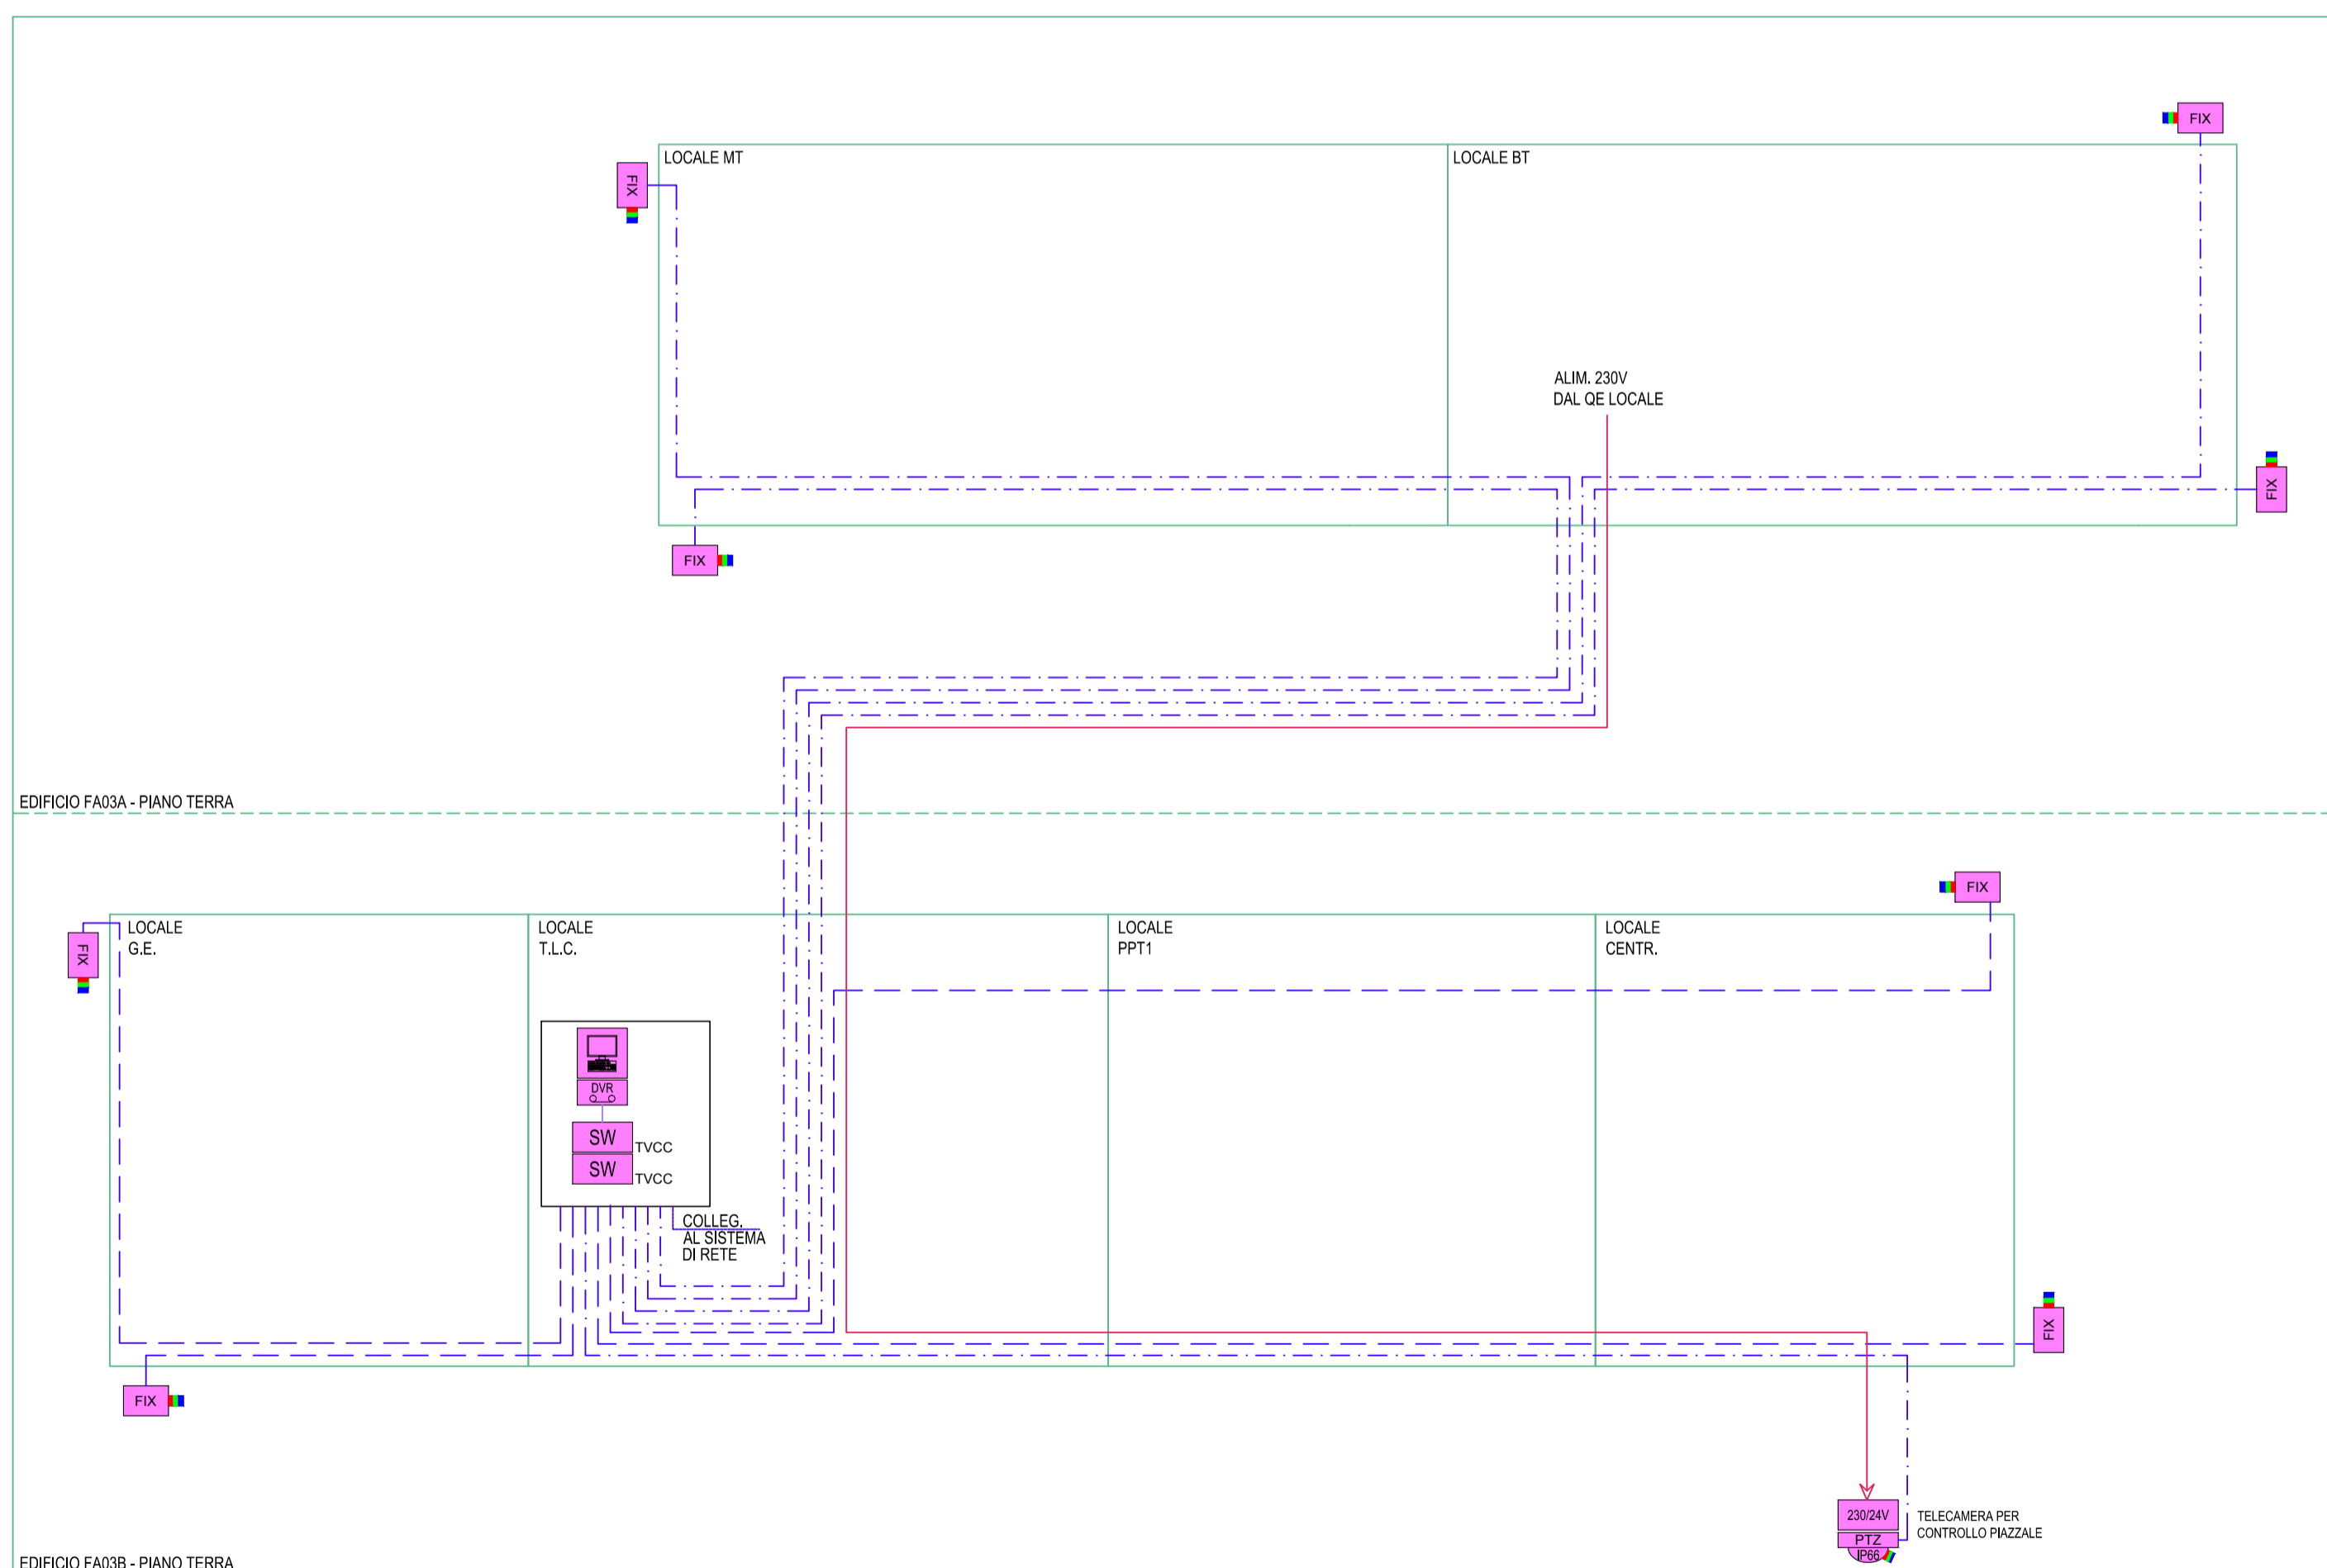 FIX
LOCALE MT
LOCALE BT
FIX
ALIM. 230V
DAL QE LOCALE
FIX
FIX
EDIFICIO FA03A - PIANO TERRA
FIX
LOCALE
G.E.
LOCALE
T.L.C.
LOCALE
PPT1
LOCALE
CENTR.
FIX
DVR
SW
TVCC
SW
TVCC
COLLEG.
AL SISTEMA
DI RETE
FIX
FIX
230/24V
TELECAMERA PER
CONTROLLO PIAZZALE
PTZ
IP66
EDIFICIO FA03B - PIANO TERRA